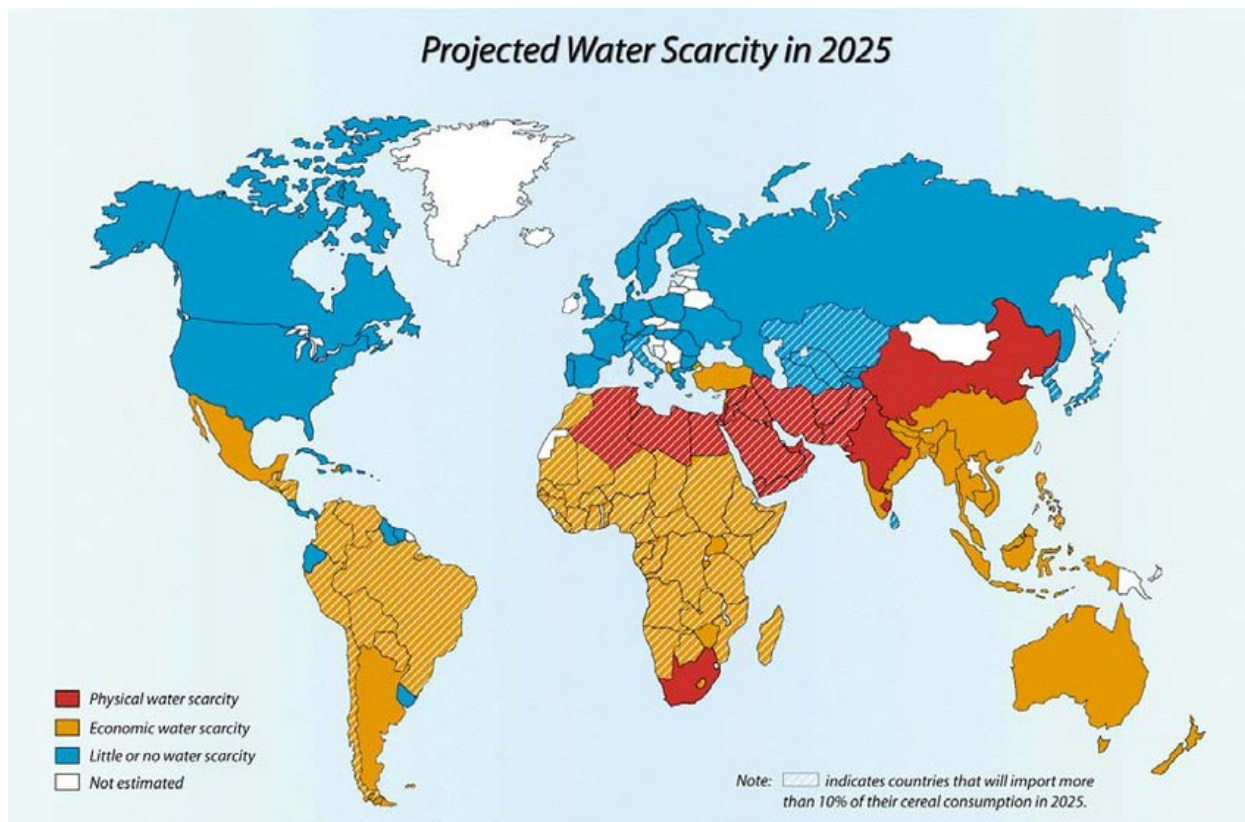 Projected Water Scarcity in 2025
Physical water scarcity
Economic water scarcity
Little or no water scarcity
Not estimated
Note: indicates countries that will import more
than 10% of their cereal consumption in 2025.